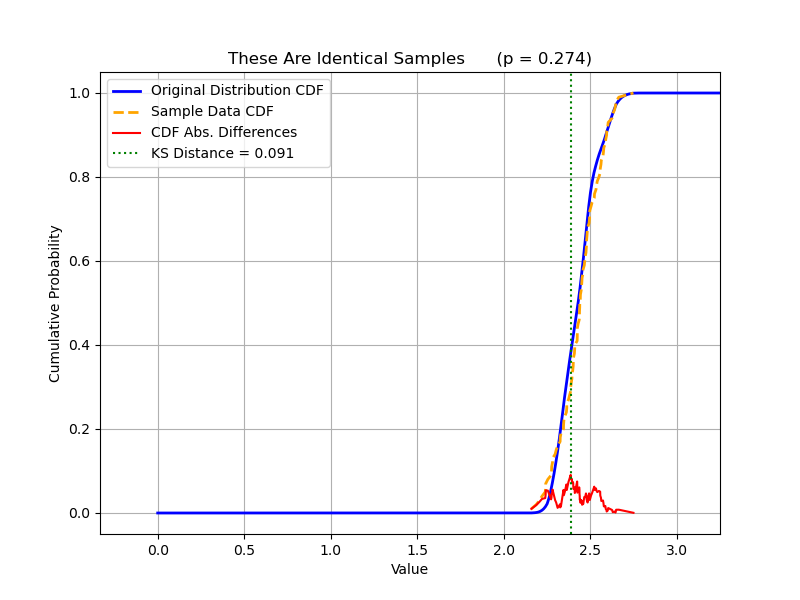 These Are Identical Samples      (p = 0.274)
Original Distribution CDF
Sample Data CDF
CDF Abs. Differences
KS Distance = 0.091
1.0
0.8
0.6
0.4
0.2
0.0
Cumulative Probability
0.0 0.5 1.0 1.5 2.0 2.5 3.0
Value